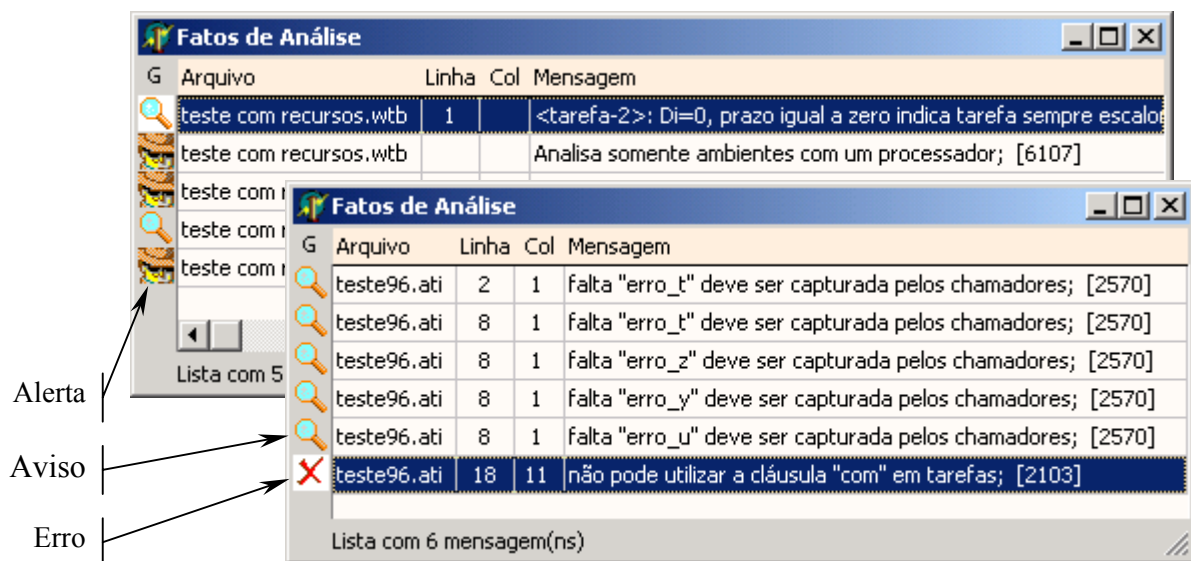 Fatos de Análise
G Arquivo Linha Col Mensagem
teste com recursos.wtb 1 <tarefa-2>: Di=0, prazo igual a zero indica tarefa sempre
teste com recursos.wtb Analisa somente ambientes com um processador; [6107]
teste com
teste com
teste com
Lista com 5
Fatos de Análise
G Arquivo Linha Col Mensagem
teste96.ati 2 1 falta "erro_t" deve ser capturada pelos chamadores; [2570]
teste96.ati 8 1 falta "erro_t" deve ser capturada pelos chamadores; [2570]
teste96.ati 8 1 falta "erro_z" deve ser capturada pelos chamadores; [2570]
teste96.ati 8 1 falta "erro_y" deve ser capturada pelos chamadores; [2570]
teste96.ati 8 1 falta "erro_u" deve ser capturada pelos chamadores; [2570]
teste96.ati 18 11 não pode utilizar a cláusula "com" em tarefas; [2103]
Lista com 6 mensagem(ns)
Alerta
Aviso
Erro